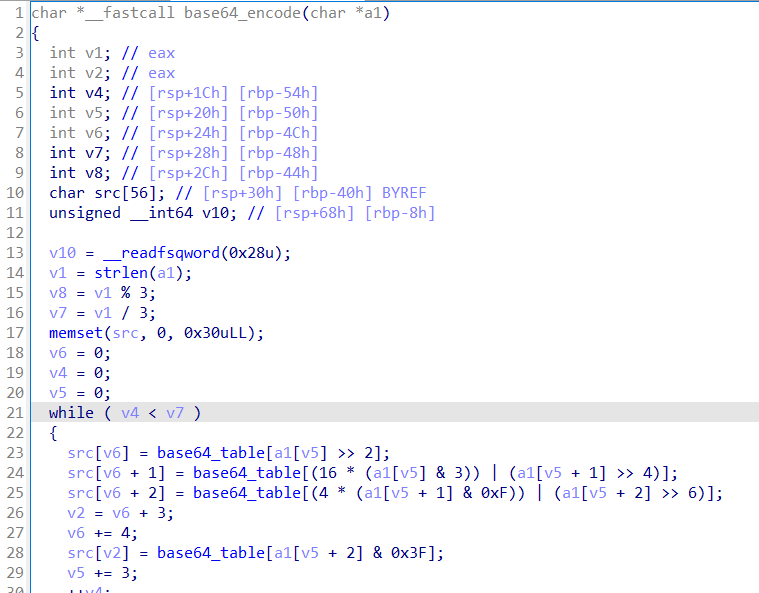 1 char *__fastcall base64_encode(char *a1)
2 {
3 int v1; // eax
4 int v2; // eax
5 int v4; // [rsp+1Ch] [rbp-54h]
6 int v5; // [rsp+20h] [rbp-50h]
7 int v6; // [rsp+24h] [rbp-4Ch]
8 int v7; // [rsp+28h] [rbp-48h]
9 int v8; // [rsp+2Ch] [rbp-44h]
10 char src[56]; // [rsp+30h] [rbp-40h] BYREF
11 unsigned __int64 v10; // [rsp+68h] [rbp-8h]
12
13 v10 = __readfsqword(0x28u);
14 v1 = strlen(a1);
15 v8 = v1 % 3;
16 v7 = v1 / 3;
17 memset(src, 0, 0x30uLL);
18 v6 = 0;
19 v4 = 0;
20 v5 = 0;
21 while ( v4 < v7 )
22 {
23 src[v6] = base64_table[a1[v5] >> 2];
24 src[v6 + 1] = base64_table[(16 * (a1[v5] & 3)) | (a1[v5 + 1] >> 4)];
25 src[v6 + 2] = base64_table[(4 * (a1[v5 + 1] & 0xF)) | (a1[v5 + 2] >> 6)];
26 v2 = v6 + 3;
27 v6 += 4;
28 src[v2] = base64_table[a1[v5 + 2] & 0x3F];
29 v5 += 3;
30 ++v4;